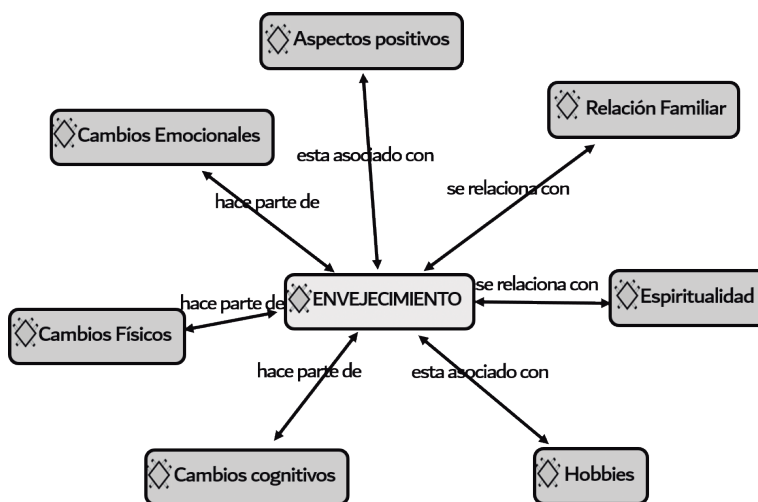 Aspectos positivos
Relación Familiar
Cambios Emocionales
esta asociado con
se relaciona con
hace parte de
ENVEJECIMIENTO
se relaciona con
Espiritualidad
hace parte de
Cambios Físicos
hace parte de
esta asociado con
Cambios cognitivos
Hobbies